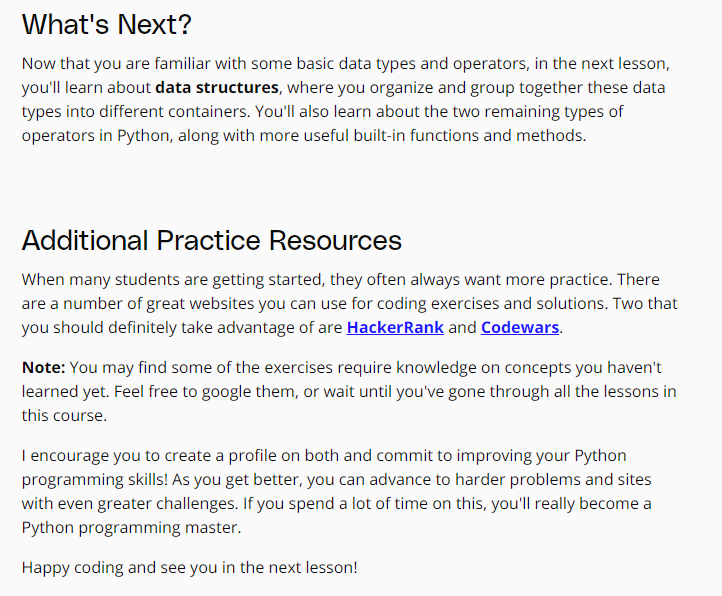 What's Next?
Now that you are familiar with some basic data types and operators, in the next lesson,
you'll learn about data structures, where you organize and group together these data
types into different containers. You'll also learn about the two remaining types of
operators in Python, along with more useful built-in functions and methods.
Additional Practice Resources
When many students are getting started, they often always want more practice. There
are a number of great websites you can use for coding exercises and solutions. Two that
you should definitely take advantage of are HackerRank and Codewars.
Note: You may find some of the exercises require knowledge on concepts you haven't
learned yet. Feel free to google them, or wait until you've gone through all the lessons in
this course.
I encourage you to create a profile on both and commit to improving your Python
programming skills! As you get better, you can advance to harder problems and sites
with even greater challenges. If you spend a lot of time on this, you'll really become a
Python programming master.
Happy coding and see you in the next lesson!